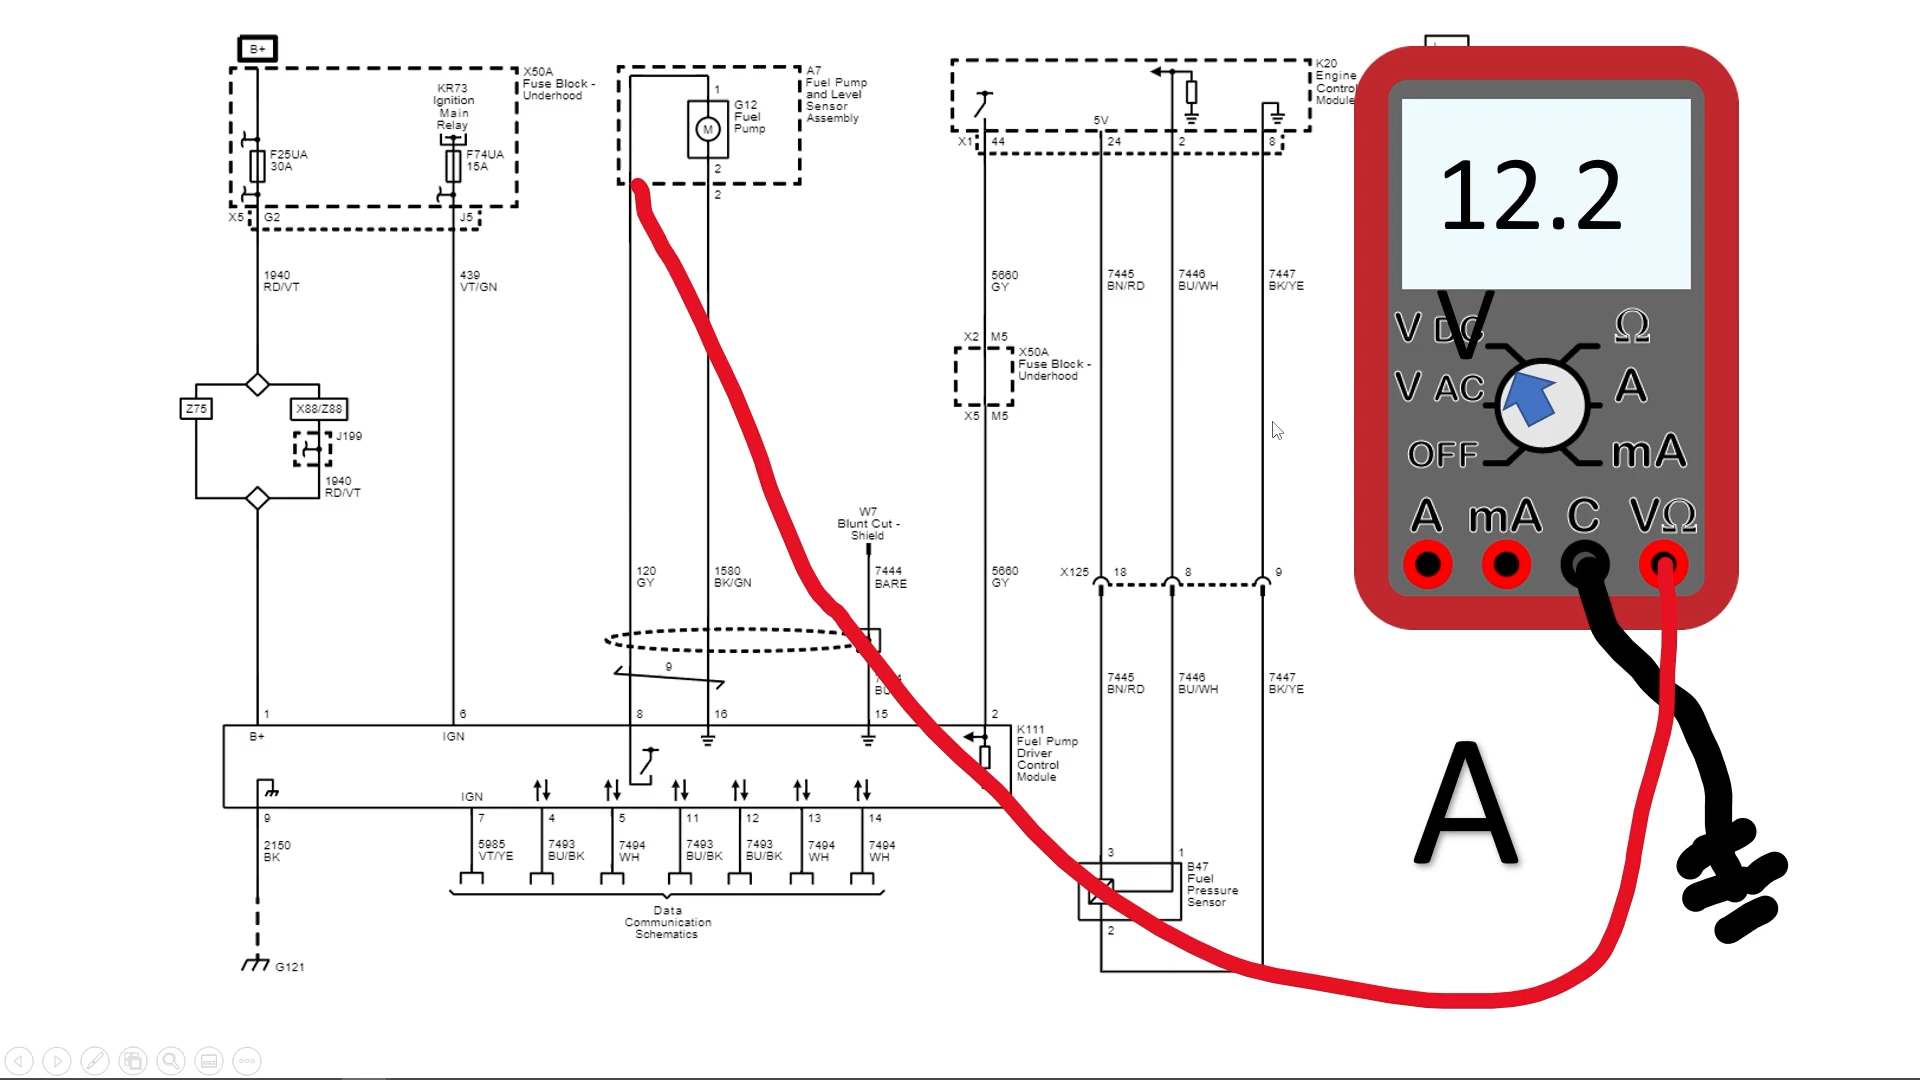 B+
X50A
Fuse Block -
Underhood
KR73
Ignition
Main
Relay
F25UA
30A
F74UA
15A
X5
G2
J5
1940
RD/VT
439
VT/GN
Z75
X88/Z88
J199
1940
RD/VT
A7
Fuel Pump
and Level
Sensor
Assembly
1
G12
Fuel
Pump
M
2
2
120
GY
1580
BK/GN
W7
Blunt Cut -
Shield
7444
BARE
9
K20
Engine
Control
Module
5V
X1
44
24
2
8
5660
GY
7445
BN/RD
7446
BU/WH
7447
BK/YE
X2
M5
X50A
Fuse Block -
Underhood
X5
M5
5660
GY
X125
18
8
9
7445
BN/RD
7446
BU/WH
7447
BK/YE
1
6
8
16
15
2
B+
IGN
K111
Fuel Pump
Driver
Control
Module
IGN
9
7
4
5
11
12
13
14
2150
BK
5985
VT/YE
7493
BU/BK
7494
WH
7493
BU/BK
7493
BU/BK
7494
WH
7494
WH
Data
Communication
Schematics
G121
3
1
B47
Fuel
Pressure
Sensor
2
12.2
V
V DC
Ω
V AC
A
OFF
mA
A
mA
C
VΩ
A